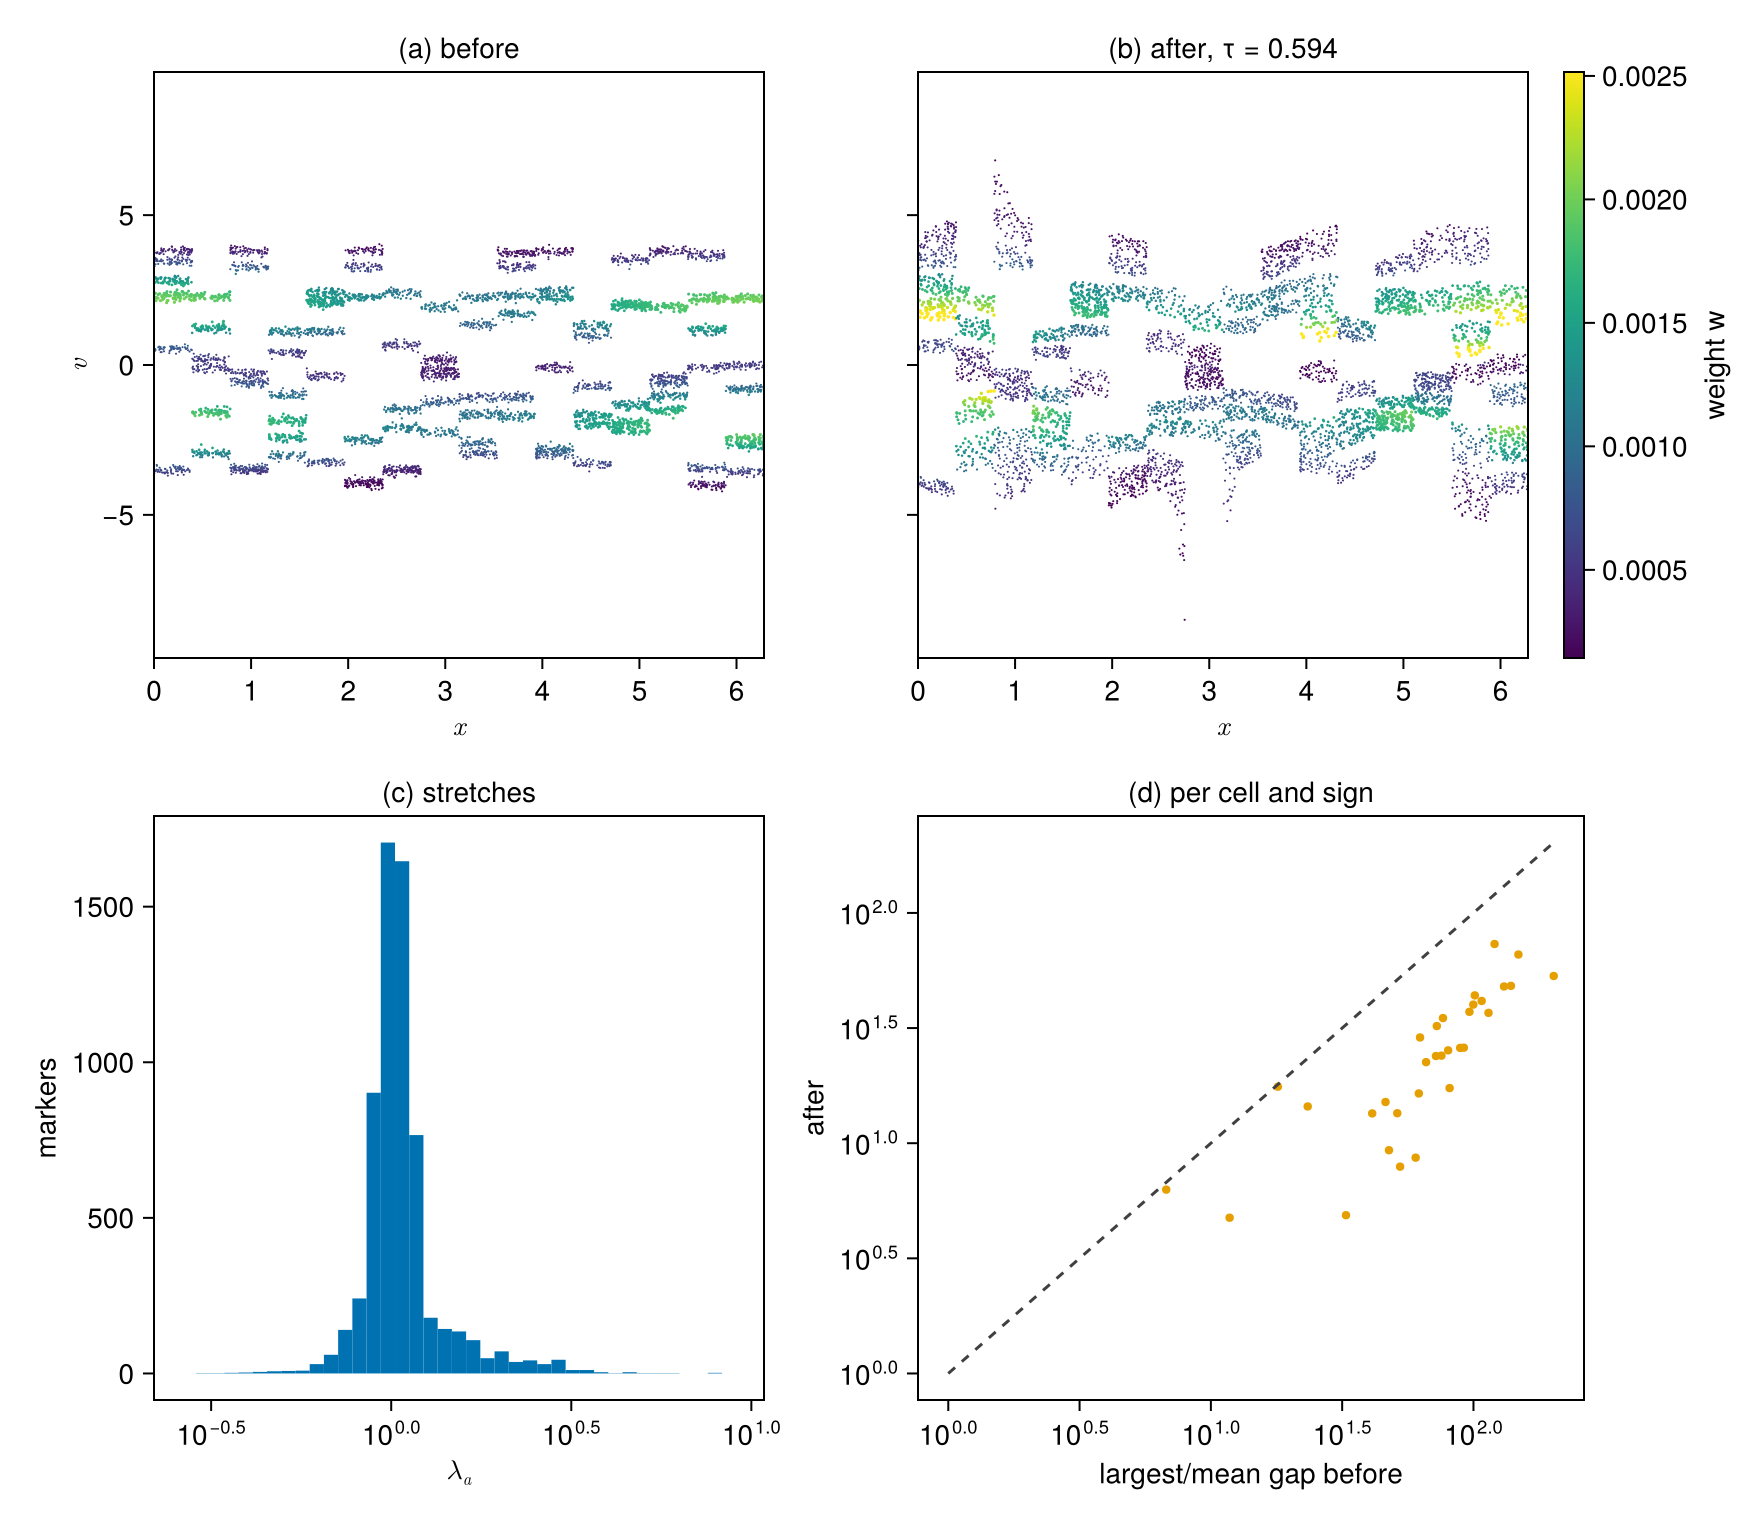 (a) before
(b) after, τ = 0.594
5
0
−5
v
0 1 2 3 4 5 6
x
0 1 2 3 4 5 6
x
0.0025
0.0020
0.0015
0.0010
0.0005
weight w
(c) stretches
1500
1000
500
0
markers
10^−0.5 10^0.0 10^0.5 10^1.0
λ_a
(d) per cell and sign
10^2.0
10^1.5
10^1.0
10^0.5
10^0.0
after
10^0.0 10^0.5 10^1.0 10^1.5 10^2.0
largest/mean gap before